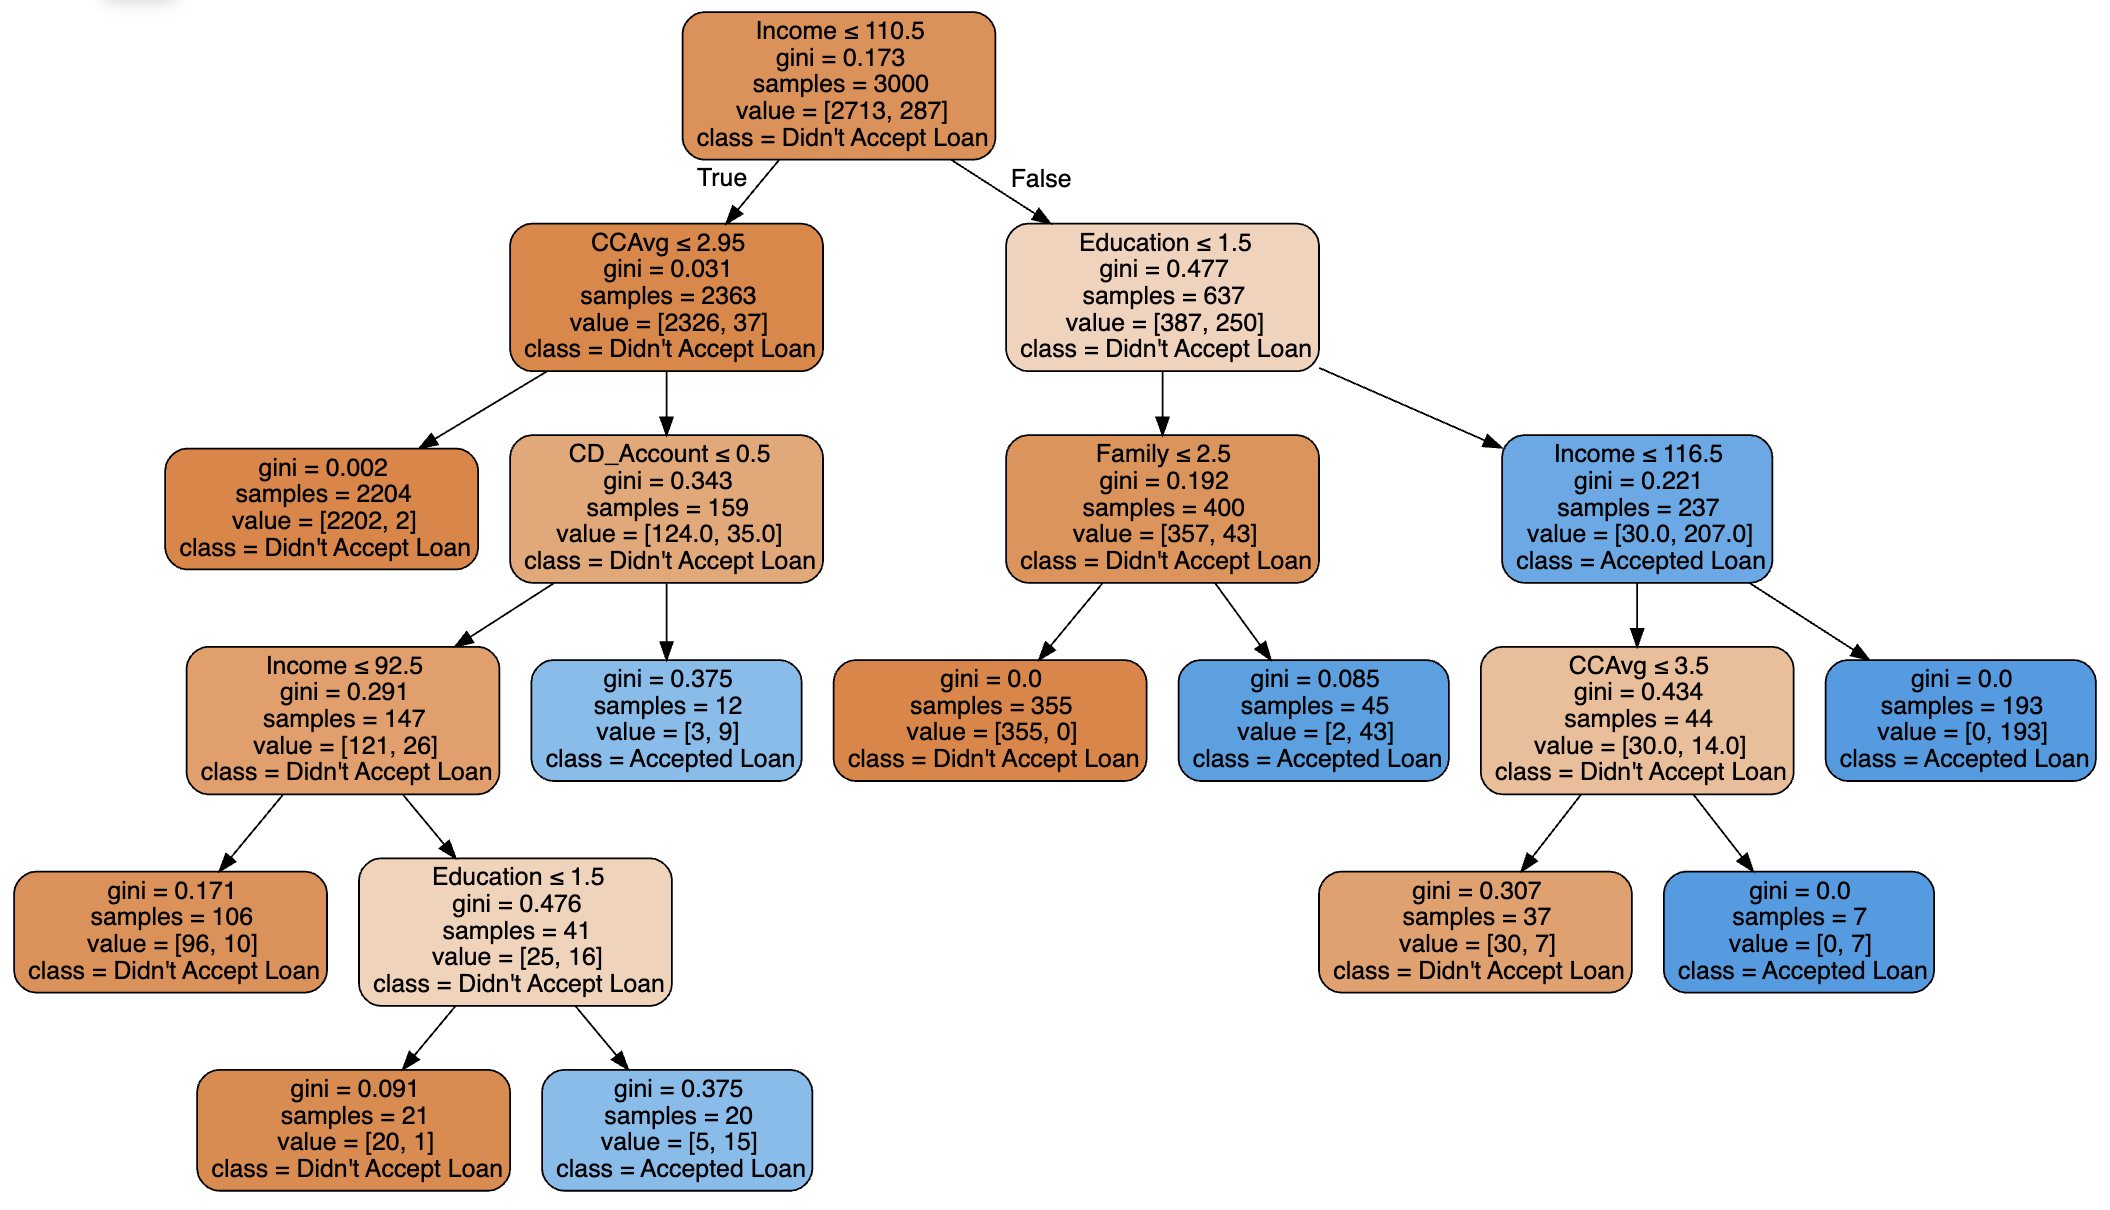 Income ≤ 110.5
gini = 0.173
samples = 3000
value = [2713, 287]
class = Didn't Accept Loan
True
False
CCAvg ≤ 2.95
gini = 0.031
samples = 2363
value = [2326, 37]
class = Didn't Accept Loan
Education ≤ 1.5
gini = 0.477
samples = 637
value = [387, 250]
class = Didn't Accept Loan
gini = 0.002
samples = 2204
value = [2202, 2]
class = Didn't Accept Loan
CD_Account ≤ 0.5
gini = 0.343
samples = 159
value = [124.0, 35.0]
class = Didn't Accept Loan
Family ≤ 2.5
gini = 0.192
samples = 400
value = [357, 43]
class = Didn't Accept Loan
Income ≤ 116.5
gini = 0.221
samples = 237
value = [30.0, 207.0]
class = Accepted Loan
Income ≤ 92.5
gini = 0.291
samples = 147
value = [121, 26]
class = Didn't Accept Loan
gini = 0.375
samples = 12
value = [3, 9]
class = Accepted Loan
gini = 0.0
samples = 355
value = [355, 0]
class = Didn't Accept Loan
gini = 0.085
samples = 45
value = [2, 43]
class = Accepted Loan
CCAvg ≤ 3.5
gini = 0.434
samples = 44
value = [30.0, 14.0]
class = Didn't Accept Loan
gini = 0.0
samples = 193
value = [0, 193]
class = Accepted Loan
gini = 0.171
samples = 106
value = [96, 10]
class = Didn't Accept Loan
Education ≤ 1.5
gini = 0.476
samples = 41
value = [25, 16]
class = Didn't Accept Loan
gini = 0.307
samples = 37
value = [30, 7]
class = Didn't Accept Loan
gini = 0.0
samples = 7
value = [0, 7]
class = Accepted Loan
gini = 0.091
samples = 21
value = [20, 1]
class = Didn't Accept Loan
gini = 0.375
samples = 20
value = [5, 15]
class = Accepted Loan